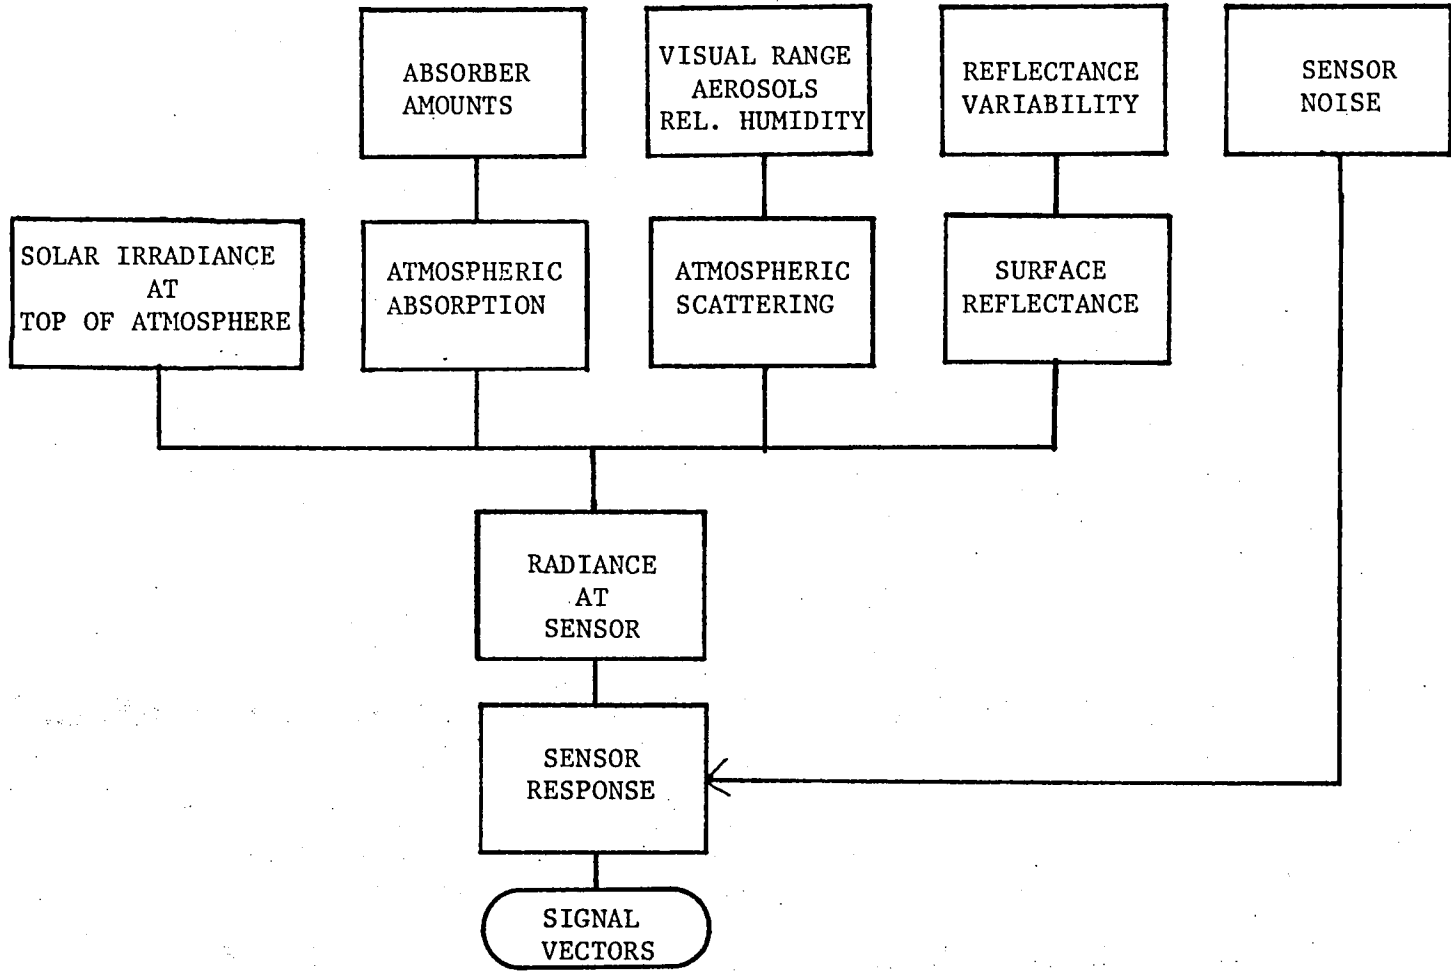 ABSORBER
AMOUNTS
VISUAL RANGE
AEROSOLS
REL. HUMIDITY
REFLECTANCE
VARIABILITY
SENSOR
NOISE
SOLAR IRRADIANCE
AT
TOP OF ATMOSPHERE
ATMOSPHERIC
ABSORPTION
ATMOSPHERIC
SCATTERING
SURFACE
REFLECTANCE
RADIANCE
AT
SENSOR
SENSOR
RESPONSE
SIGNAL
VECTORS